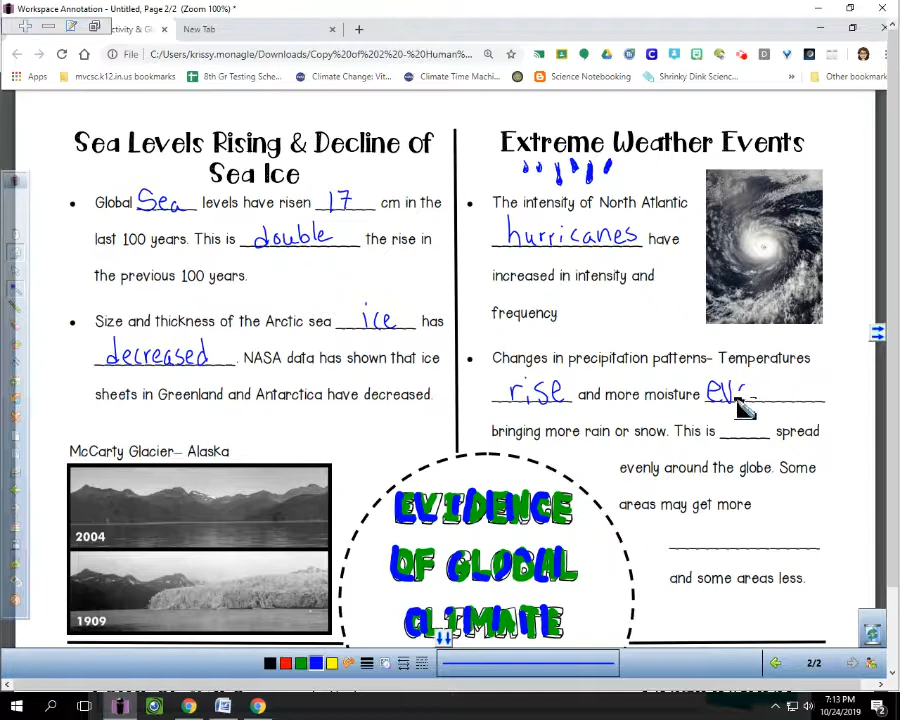 Workspace Annotation - Untitled, Page 2/2 (Zoom 100%) *
ctivity & G
New Tab
File
C:/Users/krissy.monagle/Downloads/Copy%20of%202%20-%20Human%...
Apps
mvcsc.k12.in.us bookmarks
8th Gr Testing Sche...
Climate Change: Vit...
Climate Time Machi...
Science Notebooking
Shrinky Dink Scienc...
Other bookmark
Sea Levels Rising & Decline of
Sea Ice
Global Sea levels have risen 17 cm in the
last 100 years. This is double the rise in
the previous 100 years.
Size and thickness of the Arctic sea ice has
decreased. NASA data has shown that ice
sheets in Greenland and Antarctica have decreased.
McCarty Glacier– Alaska
2004
1909
Extreme Weather Events
The intensity of North Atlantic
hurricanes have
increased in intensity and
frequency
Changes in precipitation patterns- Temperatures
rise and more moisture
bringing more rain or snow. This is ______ spread
evenly around the globe. Some
areas may get more
and some areas less.
EVIDENCE
OF GLOBAL
CLIMATE
2/2
7:13 PM
10/24/2019